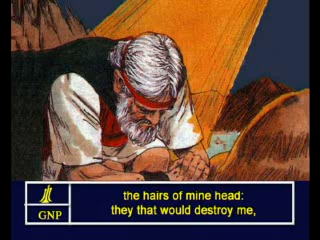 the hairs of mine head:
they that would destroy me,
GNP